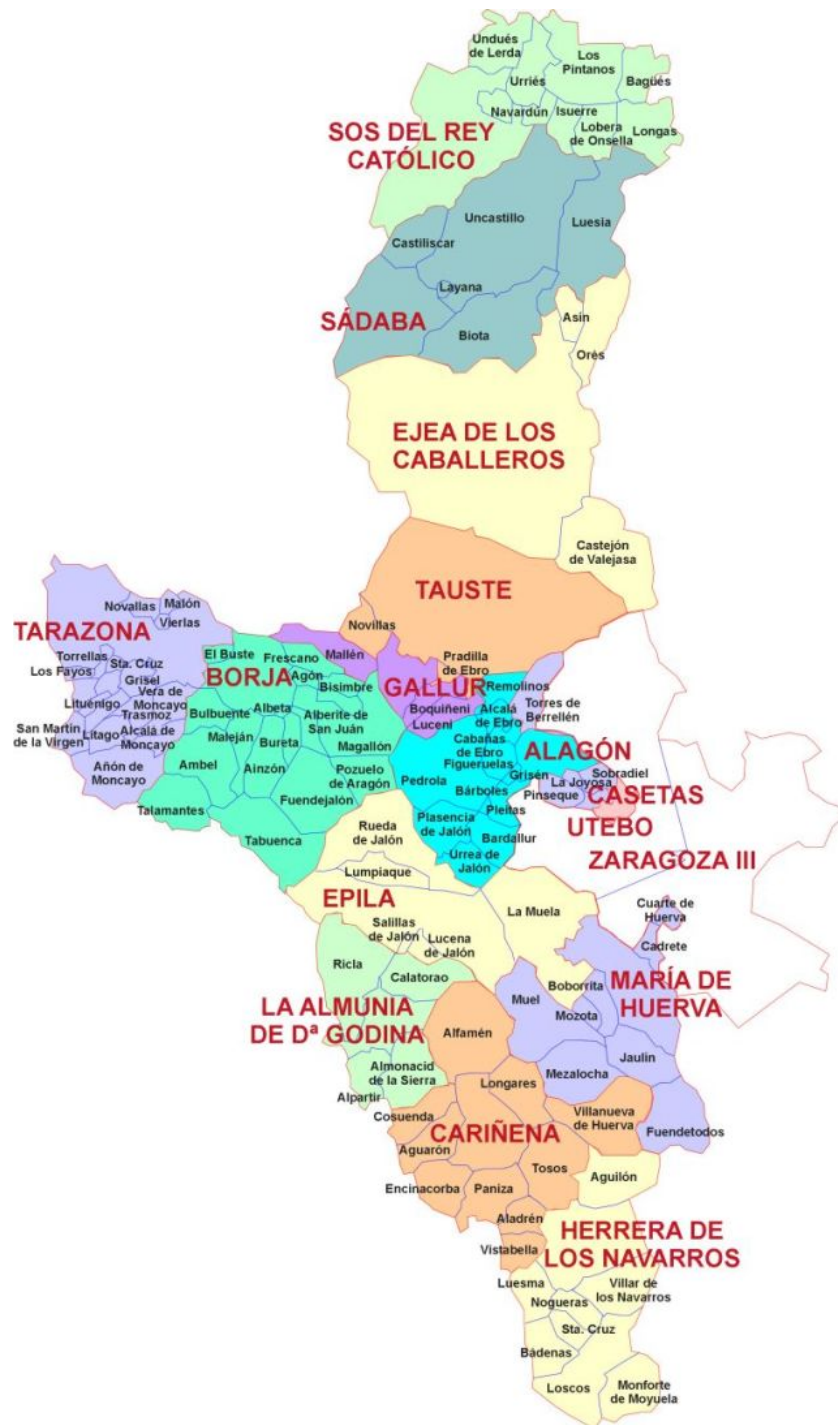 Undués
de Lerda
Los
Pintanos
Urriés
Bagüés
Navardún
Isuerre
Lobera
de Onsella
Longas
SOS DEL REY
CATÓLICO
Uncastillo
Luesia
Castiliscar
Layana
SÁDABA
Biota
Asín
Orés
EJEA DE LOS
CABALLEROS
Castejón
de Valejasa
TAUSTE
Novallas
Malón
Vierlas
TARAZONA
Torrellas
Los Fayos
Sta. Cruz
Grisel
Lituénigo
Vera de
Moncayo
Trasmoz
San Martín
de la Virgen
Litago
Alcalá de
Moncayo
Añón de
Moncayo
Novillas
El Buste
Frescano
Mallén
BORJA
Agón
Bisimbre
Bulbuente
Albeta
Alberite de
San Juán
Maleján
Bureta
Magallón
Ambel
Ainzón
Pozuelo
de Aragón
Fuendejalón
Talamantes
Tabuenca
Pradilla
de Ebro
GALLUR
Remolinos
Boquiñeni
Luceni
Alcalá
de Ebro
Torres de
Berrellén
Cabañas
de Ebro
ALAGÓN
Figueruelas
Pedrola
Grisén
Sobradiel
La Joyosa
Bárboles
Pinseque
CASETAS
Pleitas
Plasencia
de Jalón
UTEBO
Bardallur
Urrea de
Jalón
ZARAGOZA III
Rueda
de Jalón
Lumpiaque
EPILA
Salillas
de Jalón
Lucena
de Jalón
La Muela
Cuarte de
Huerva
Cadrete
Ricla
Calatorao
LA ALMUNIA
DE Dª GODINA
Boborrita
MARÍA DE
HUERVA
Muel
Mozota
Alfamén
Jaulin
Almonacid
de la Sierra
Mezalocha
Alpartir
Longares
Cosuenda
Villanueva
de Huerva
CARIÑENA
Fuendetodos
Aguarón
Tosos
Aguilón
Encinacorba
Paniza
Aladrén
HERRERA DE
LOS NAVARROS
Vistabella
Luesma
Villar de
los Navarros
Nogueras
Sta. Cruz
Bádenas
Loscos
Monforte
de Moyuela